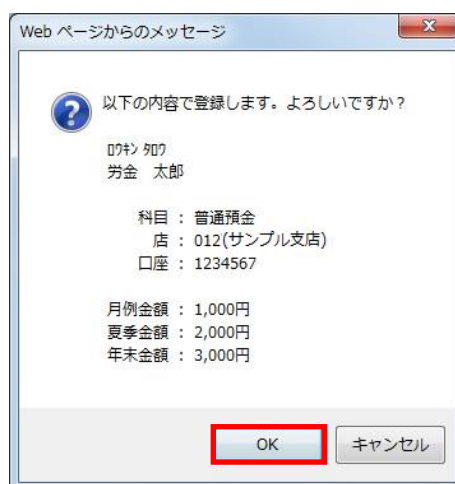 Web ページからのメッセージ
以下の内容で登録します。よろしいですか？
ﾛｳｷﾝ ﾀﾛｳ
労金　太郎
科目 : 普通預金
店 : 012(サンプル支店)
口座 : 1234567
月例金額 : 1,000円
夏季金額 : 2,000円
年末金額 : 3,000円
OK
キャンセル